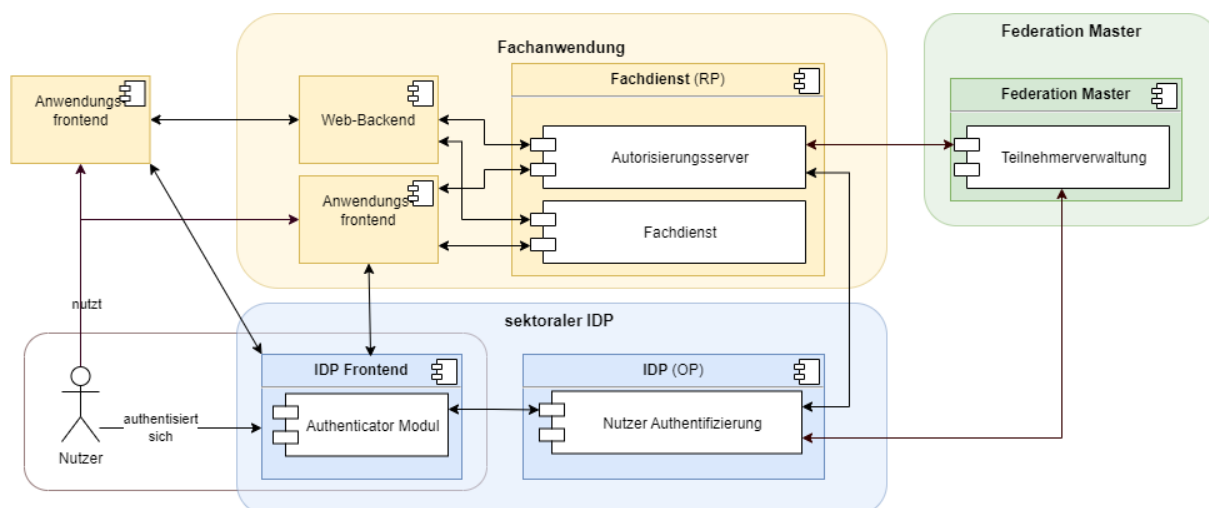 Federation Master
Fachanwendung
Fachdienst (RP)
Federation Master
Anwendungs-
frontend
Web-Backend
Autorisierungsserver
Teilnehmerverwaltung
Anwendungs-
frontend
Fachdienst
nutzt
sektoraler IDP
IDP Frontend
IDP (OP)
authentisiert
sich
Authenticator Modul
Nutzer Authentifizierung
Nutzer